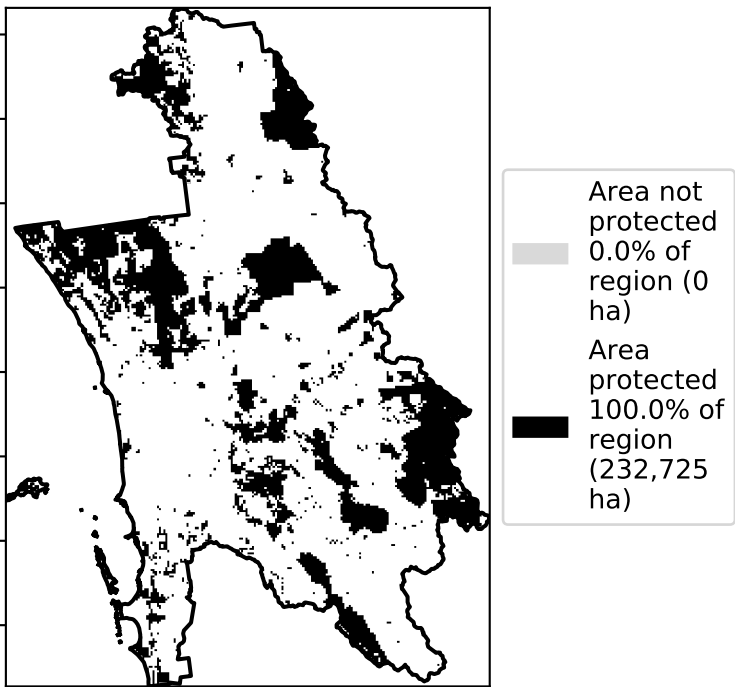 Area not
protected
0.0% of
region (0
ha)
Area
protected
100.0% of
region
(232,725
ha)